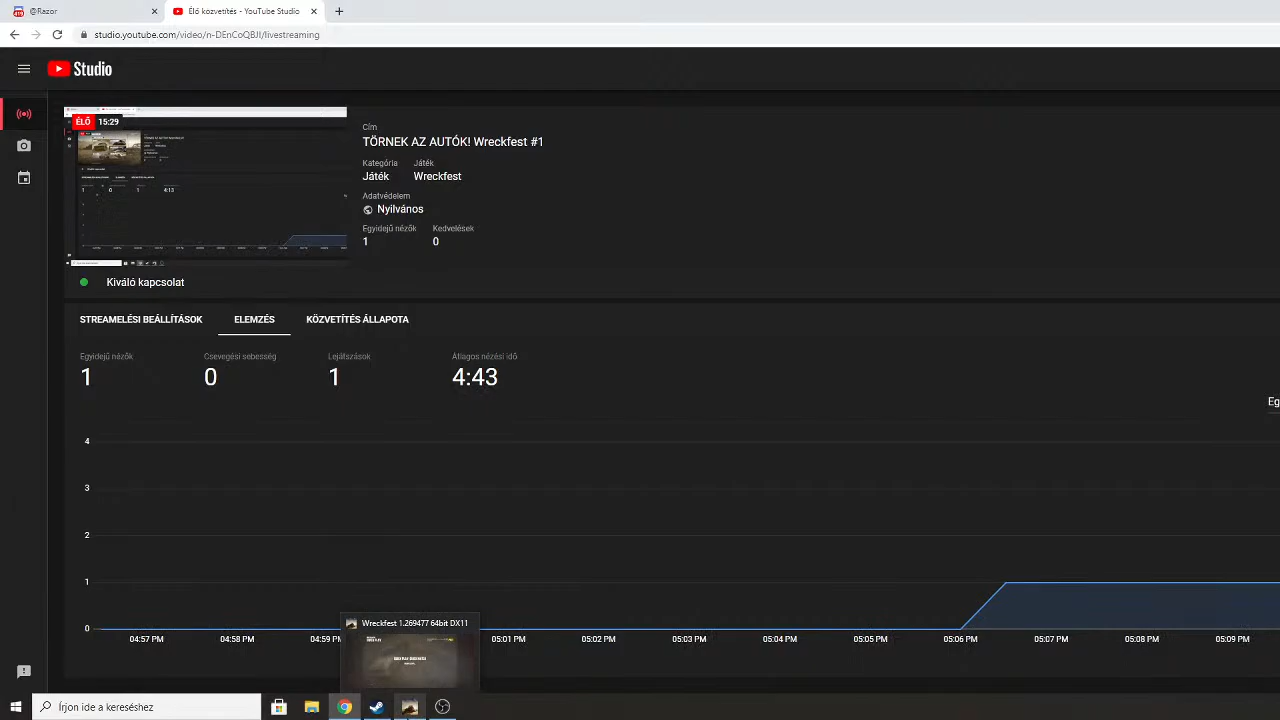 @Razor
Élő közvetítés - YouTube Studio
studio.youtube.com/video/n-DEnCoQBJI/livestreaming
Studio
ÉLŐ 15:29
Cím
TÖRNEK AZ AUTÓK! Wreckfest #1
Kategória Játék
Játék Wreckfest
Adatvédelem
Nyilvános
Egyidejű nézők Kedvelések
1 0
Kiváló kapcsolat
STREAMELÉSI BEÁLLÍTÁSOK ELEMZÉS KÖZVETÍTÉS ÁLLAPOTA
Egyidejű nézők Csevegési sebesség Lejátszások Átlagos nézési idő
1 0 1 4:43
Eg
4
3
2
1
0
04:57 PM 04:58 PM 04:59 PM 05:01 PM 05:02 PM 05:03 PM 05:04 PM 05:05 PM 05:06 PM 05:07 PM 05:08 PM 05:09 PM
Wreckfest 1.269477 64bit DX11
Írjon ide a kereséshez